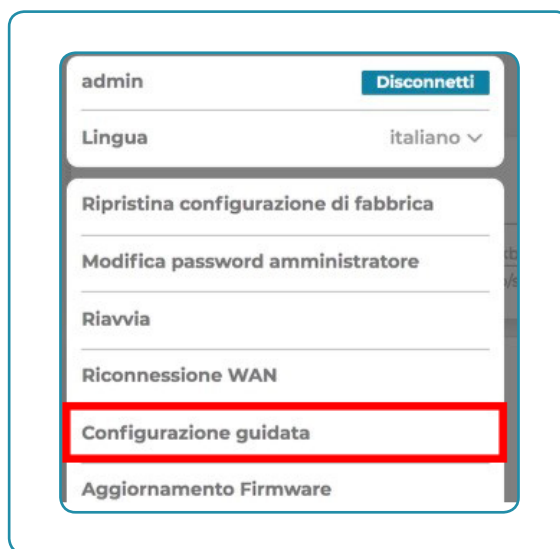 admin
Disconnetti
Lingua
italiano
Ripristina configurazione di fabbrica
Modifica password amministratore
Riavvia
Riconnessione WAN
Configurazione guidata
Aggiornamento Firmware